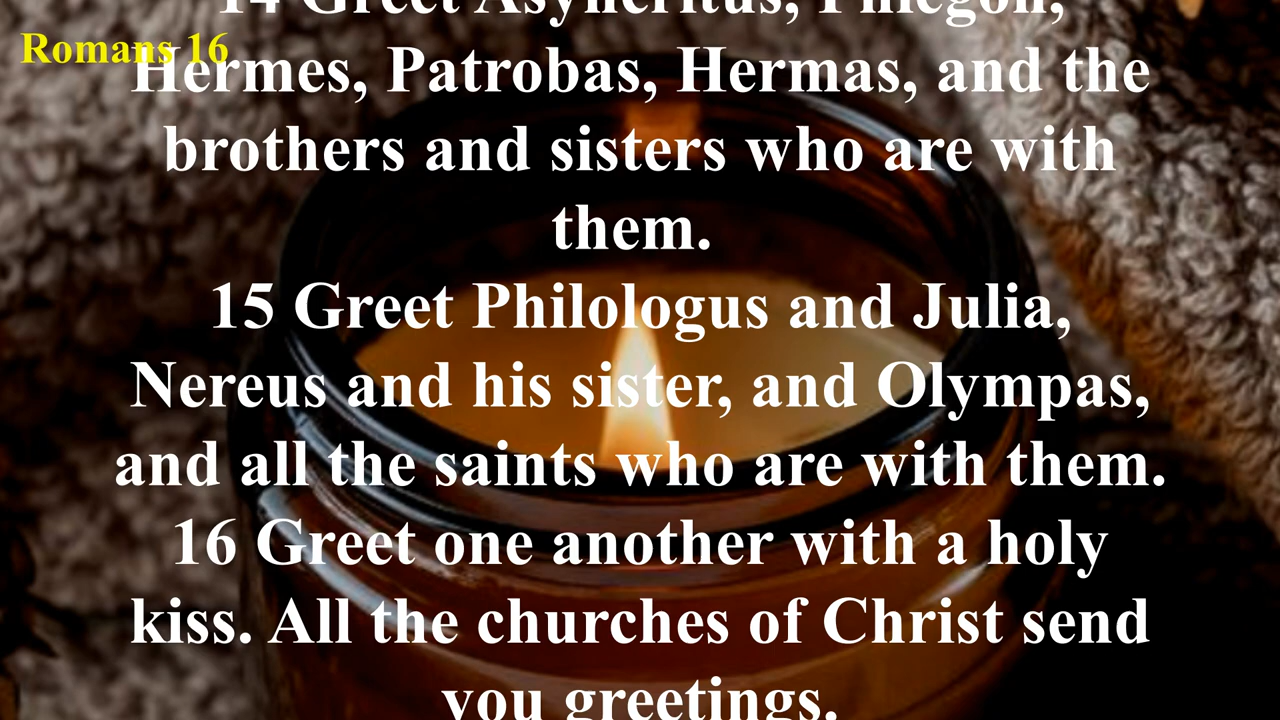 Romans 16
14 Greet Asyncritus, Phlegon,
Hermes, Patrobas, Hermas, and the
brothers and sisters who are with
them.
15 Greet Philologus and Julia,
Nereus and his sister, and Olympas,
and all the saints who are with them.
16 Greet one another with a holy
kiss. All the churches of Christ send
you greetings.